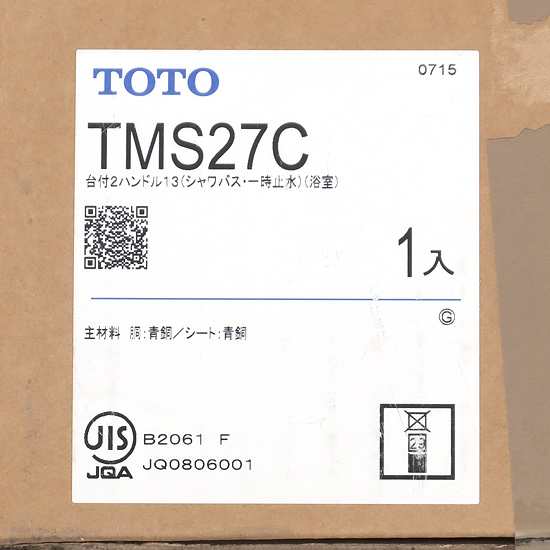 TOTO
0715
TMS27C
台付2ハンドル13(シャワバス・一時止水)(浴室)
1入
G
主材料 胴:青銅/シート:青銅
JIS
JQA
B2061 F
JQ0806001
23